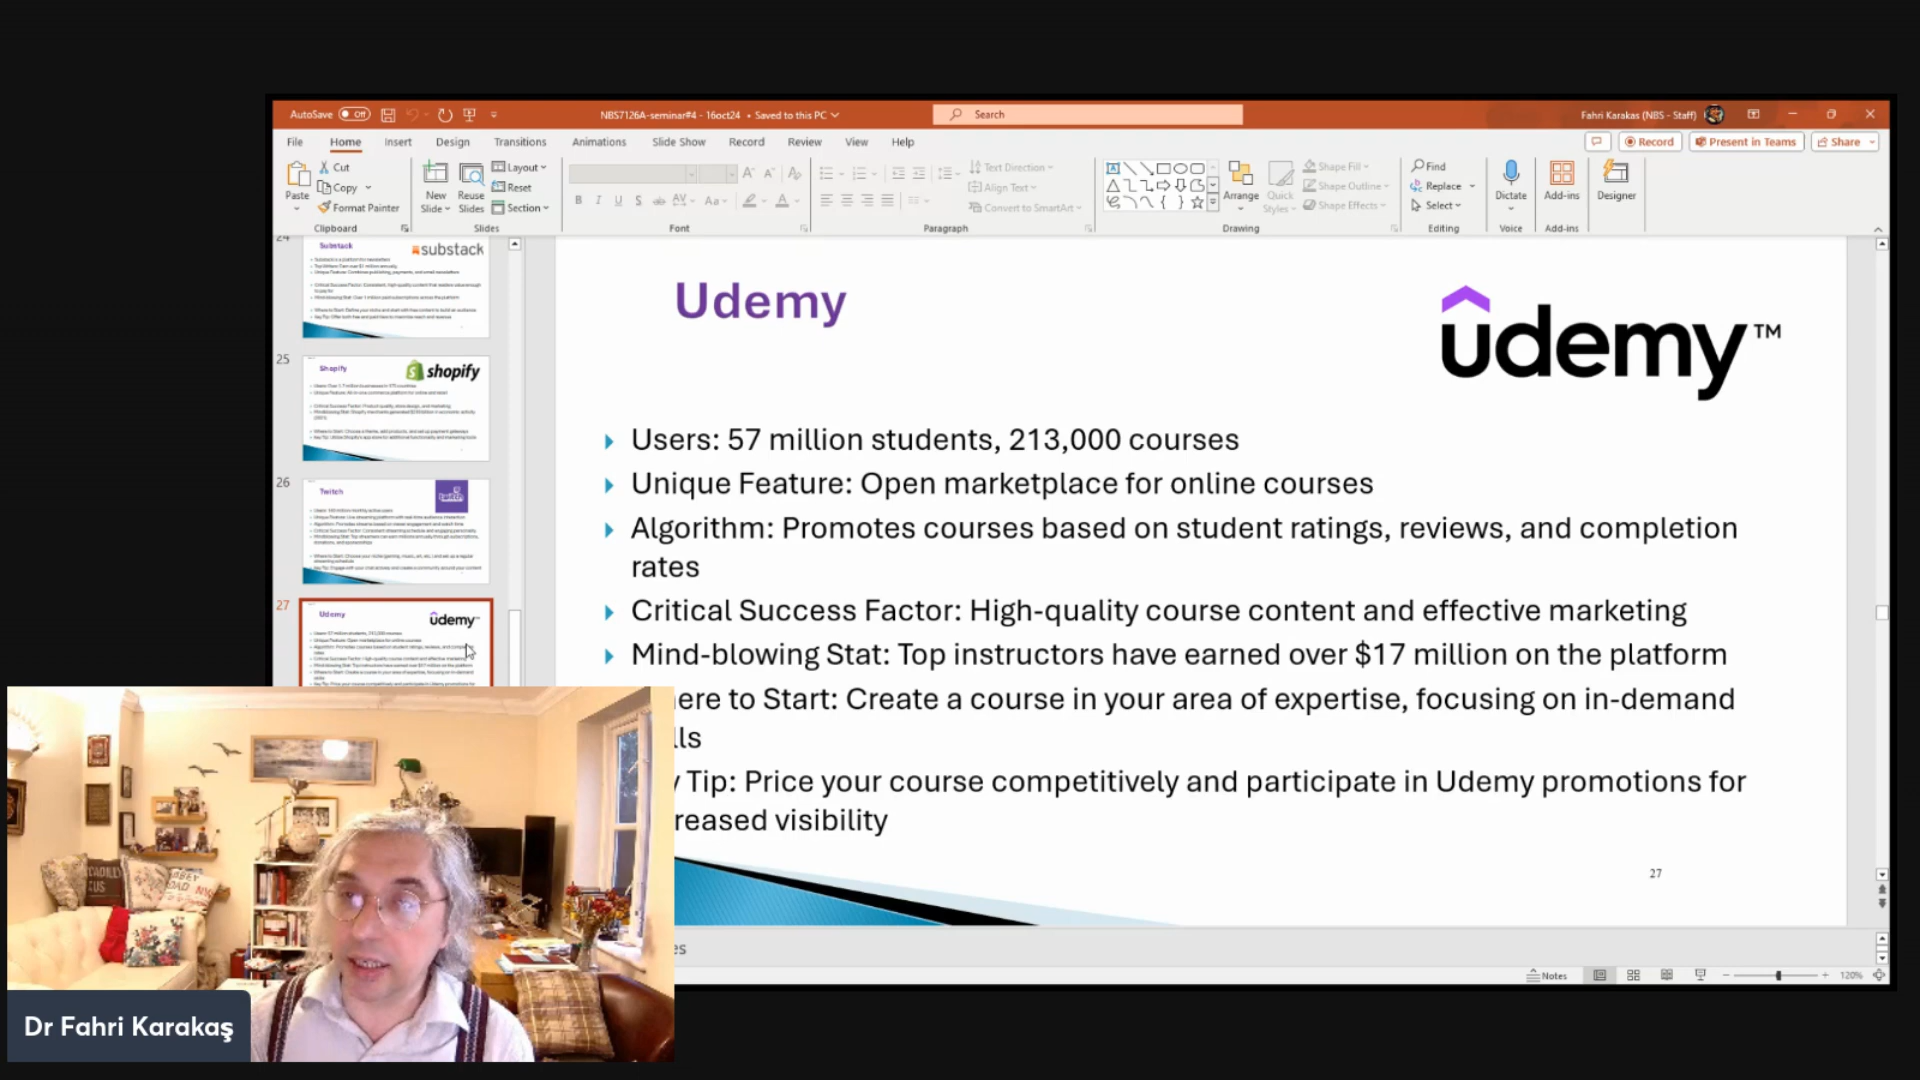 AutoSave Off
NBS7126A-seminar#4 - 16oct24 • Saved to this PC
Search
Fahri Karakas (NBS - Staff)
File Home Insert Design Transitions Animations Slide Show Record Review View Help
Record Present in Teams Share
Paste
Cut
Copy
Format Painter
Clipboard
New Slide
Reuse Slides
Layout
Reset
Section
Slides
Font
Text Direction
Align Text
Convert to SmartArt
Paragraph
Arrange
Quick Styles
Shape Fill
Shape Outline
Shape Effects
Drawing
Find
Replace
Select
Editing
Dictate
Voice
Add-ins
Add-ins
Designer
24
Substack
substack
25
Shopify
shopify
26
Twitch
27
Udemy
udemy
Udemy
udemy™
Users: 57 million students, 213,000 courses
Unique Feature: Open marketplace for online courses
Algorithm: Promotes courses based on student ratings, reviews, and completion
rates
Critical Success Factor: High-quality course content and effective marketing
Mind-blowing Stat: Top instructors have earned over $17 million on the platform
ere to Start: Create a course in your area of expertise, focusing on in-demand
lls
Tip: Price your course competitively and participate in Udemy promotions for
reased visibility
27
es
Notes
120%
Dr Fahri Karakaş